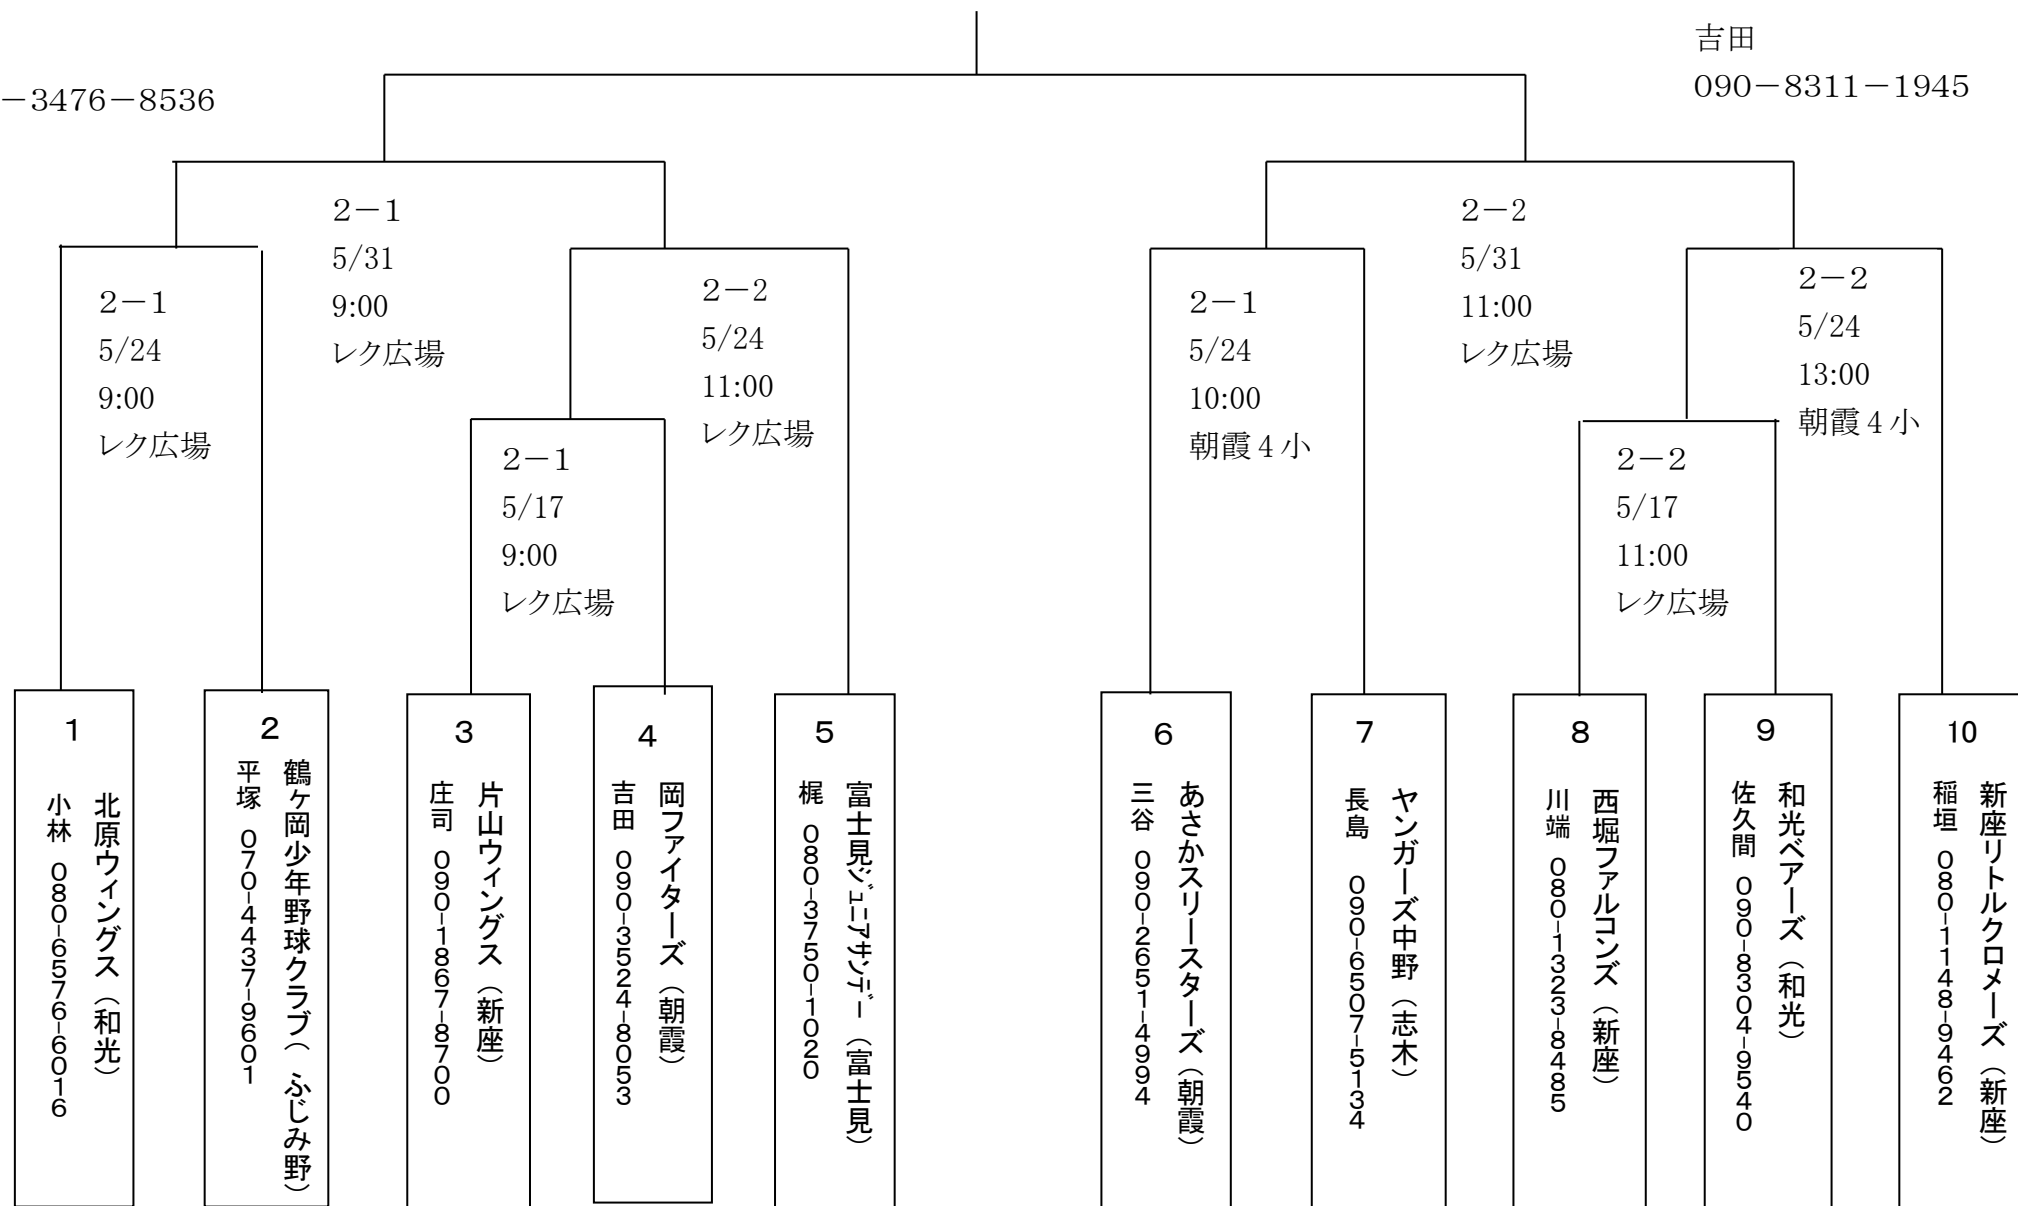 吉田
090－8311－1945
－3476－8536
2－1
5/31
9:00
レク広場
2－2
5/31
11:00
レク広場
2－1
5/24
9:00
レク広場
2－2
5/24
11:00
レク広場
2－1
5/24
10:00
朝霞４小
2－2
5/24
13:00
朝霞４小
2－1
5/17
9:00
レク広場
2－2
5/17
11:00
レク広場
1
北原ウィングス（和光）
小林 080-6576-6016
2
鶴ヶ岡少年野球クラブ（ ふじみ野）
平塚 070-4437-9601
3
片山ウィングス（新座）
庄司 090-1867-8700
4
岡ファイターズ（朝霞）
吉田 090-3524-8053
5
富士見ｼﾞｭﾆｱｻﾝﾃﾞｰ（富士見）
梶 080-3750-1020
6
あさかスリースターズ（朝霞）
三谷 090-2651-4994
7
ヤンガーズ中野（志木）
長島 090-6507-5134
8
西堀ファルコンズ（新座）
川端 080-1323-8485
9
和光ベアーズ（和光）
佐久間 090-8304-9540
10
新座リトルクロメーズ（新座）
稲垣 080-1148-9462